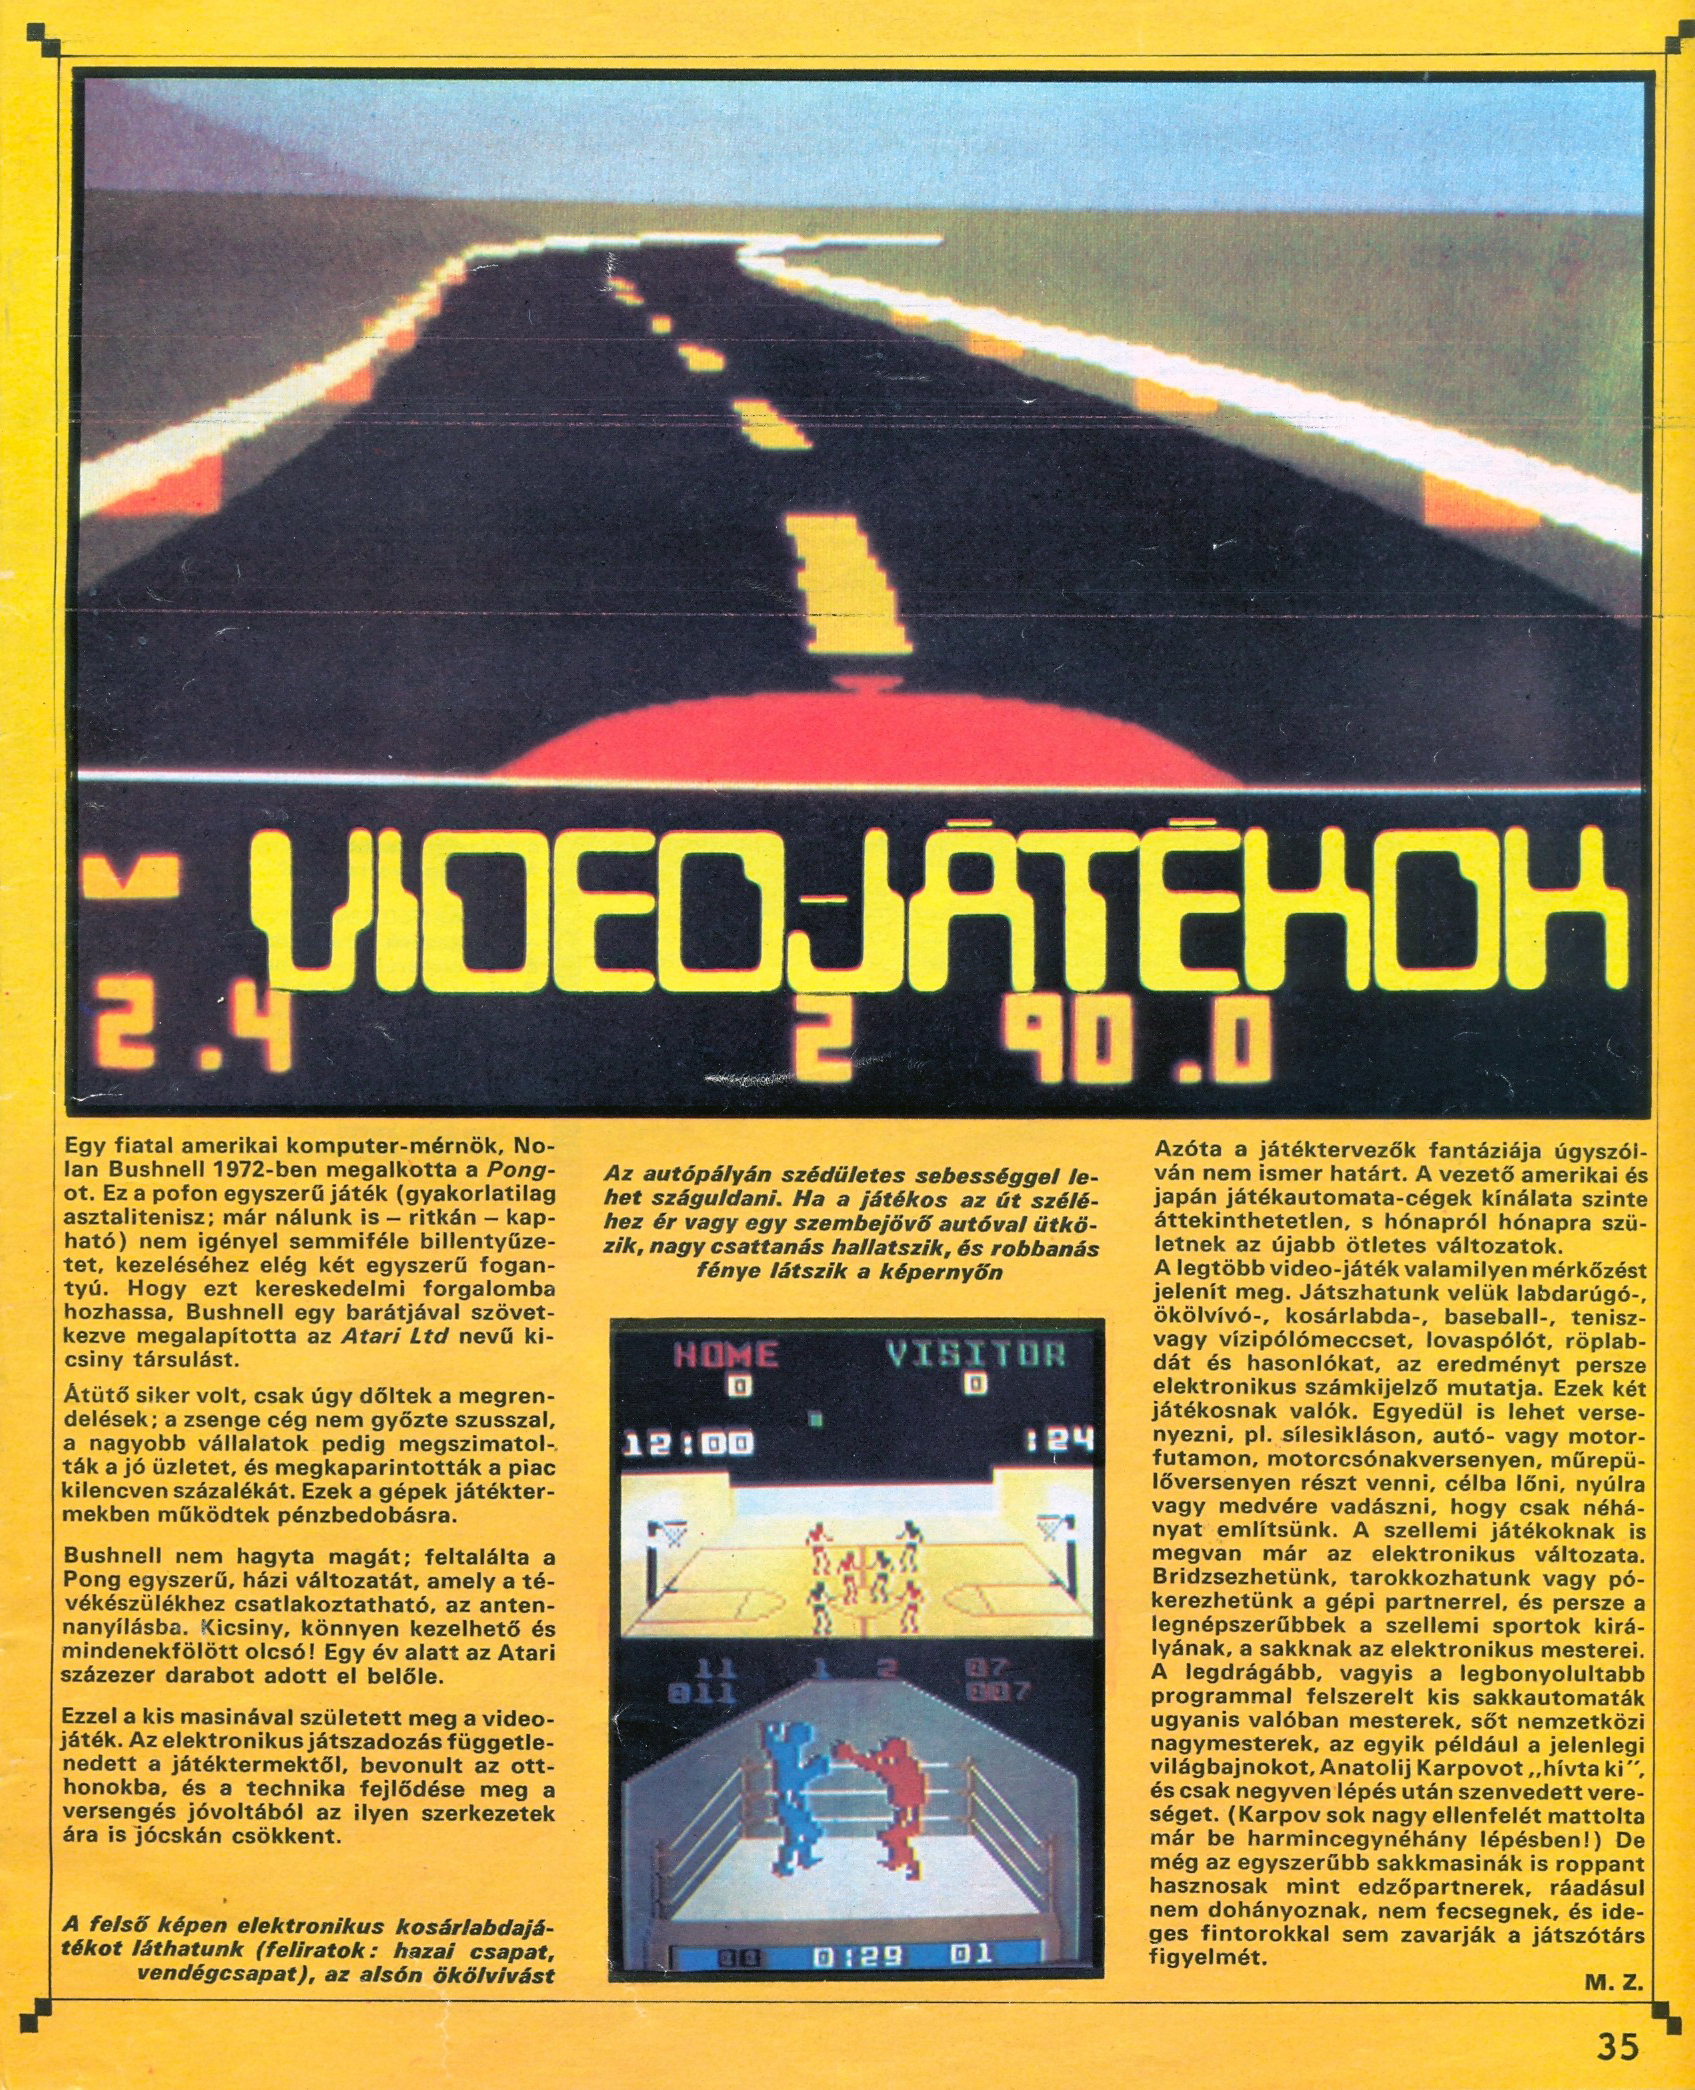 VIDEO-JÁTÉKOK
2.4 2 90.0
Egy fiatal amerikai komputer-mérnök, No-
lan Bushnell 1972-ben megalkotta a Pong-
ot. Ez a pofon egyszerű játék (gyakorlatilag
asztalitenisz; már nálunk is – ritkán – kap-
ható) nem igényel semmiféle billentyűze-
tet, kezeléséhez elég két egyszerű fogan-
tyú. Hogy ezt kereskedelmi forgalomba
hozhassa, Bushnell egy barátjával szövet-
kezve megalapította az Atari Ltd nevű ki-
csiny társulást.
Átütő siker volt, csak úgy dőltek a megren-
delések; a zsenge cég nem győzte szusszal,
a nagyobb vállalatok pedig megszimatol-
ták a jó üzletet, és megkaparintották a piac
kilencven százalékát. Ezek a gépek játékter-
mekben működtek pénzbedobásra.
Bushnell nem hagyta magát; feltalálta a
Pong egyszerű, házi változatát, amely a té-
vékészülékhez csatlakoztatható, az anten-
nanyílásba. Kicsiny, könnyen kezelhető és
mindenekfölött olcsó! Egy év alatt az Atari
százezer darabot adott el belőle.
Ezzel a kis masinával született meg a video-
játék. Az elektronikus játszadozás függetle-
nedett a játéktermektől, bevonult az ott-
honokba, és a technika fejlődése meg a
versengés jóvoltából az ilyen szerkezetek
ára is jócskán csökkent.
A felső képen elektronikus kosárlabdajá-
tékot láthatunk (feliratok: hazai csapat,
vendégcsapat), az alsón ökölvivást
Az autópályán szédületes sebességgel le-
het száguldani. Ha a játékos az út szélé-
hez ér vagy egy szembejövő autóval ütkö-
zik, nagy csattanás hallatszik, és robbanás
fénye látszik a képernyőn
HOME VISITOR
0 0
12:00 :24
11 1 2 07
011 007
00 0:29 01
Azóta a játéktervezők fantáziája úgyszól-
ván nem ismer határt. A vezető amerikai és
japán játékautomata-cégek kínálata szinte
áttekinthetetlen, s hónapról hónapra szü-
letnek az újabb ötletes változatok.
A legtöbb video-játék valamilyen mérkőzést
jelenít meg. Játszhatunk velük labdarúgó-,
ökölvívó-, kosárlabda-, baseball-, tenisz-
vagy vízipólómeccset, lovaspólót, röplab-
dát és hasonlókat, az eredményt persze
elektronikus számkijelző mutatja. Ezek két
játékosnak valók. Egyedül is lehet verse-
nyezni, pl. sílesikláson, autó- vagy motor-
futamon, motorcsónakversenyen, műrepü-
lőversenyen részt venni, célba lőni, nyúlra
vagy medvére vadászni, hogy csak néhá-
nyat említsünk. A szellemi játékoknak is
megvan már az elektronikus változata.
Bridzsezhetünk, tarokkozhatunk vagy pó-
kerezhetünk a gépi partnerrel, és persze a
legnépszerűbbek a szellemi sportok kirá-
lyának, a sakknak az elektronikus mesterei.
A legdrágább, vagyis a legbonyolultabb
programmal felszerelt kis sakkautomaták
ugyanis valóban mesterek, sőt nemzetközi
nagymesterek, az egyik például a jelenlegi
világbajnokot, Anatolij Karpovot „hívta ki”,
és csak negyven lépés után szenvedett vere-
séget. (Karpov sok nagy ellenfelét mattolta
már be harmincegynéhány lépésben!) De
még az egyszerűbb sakkmasinák is roppant
hasznosak mint edzőpartnerek, ráadásul
nem dohányoznak, nem fecsegnek, és ide-
ges fintorokkal sem zavarják a játszótárs
figyelmét.
M. Z.
35